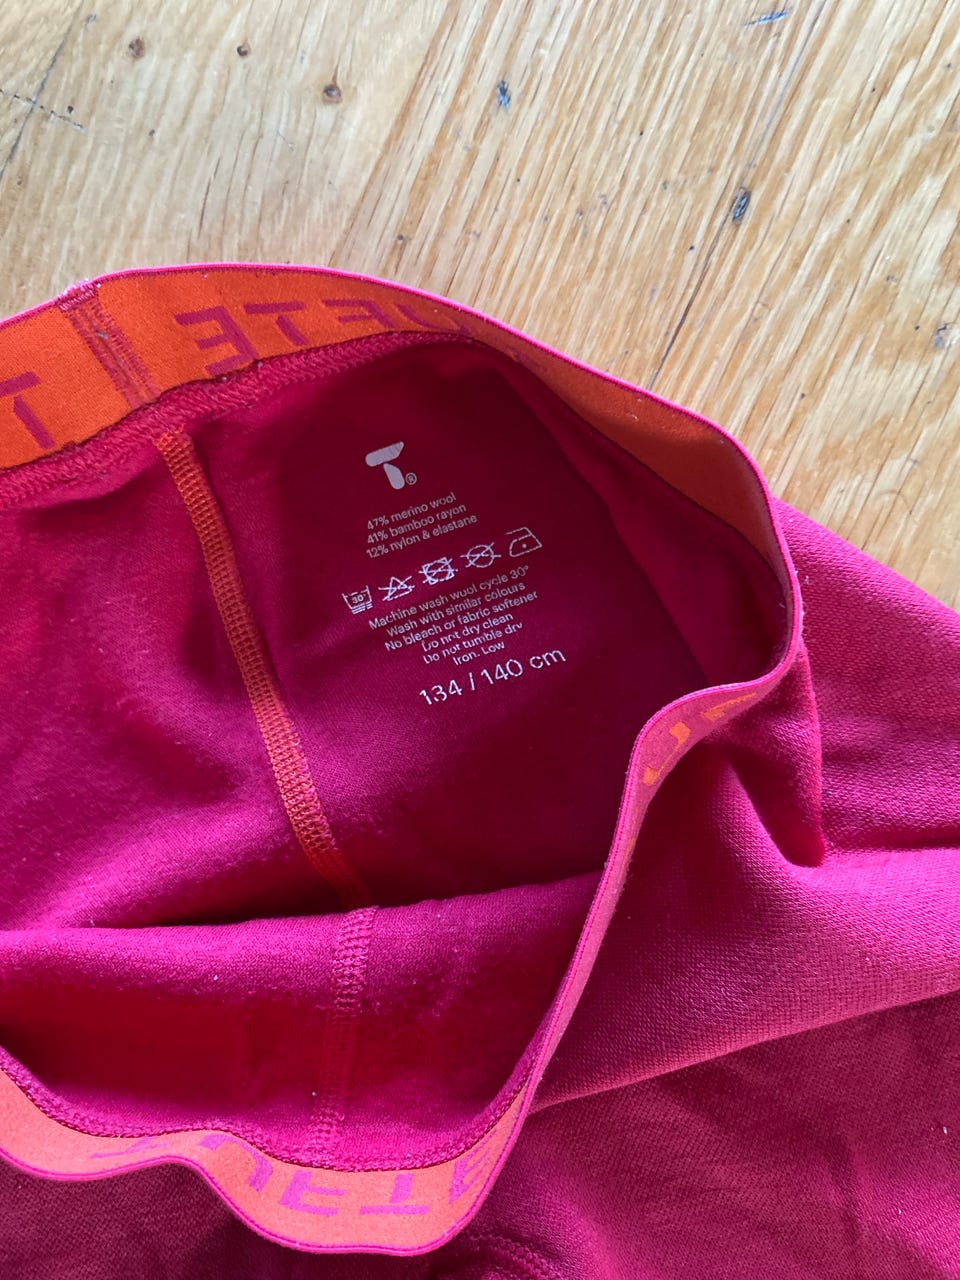 T®
47% merino wool
41% bamboo rayon
12% nylon & elastane
30°
Machine wash wool cycle 30°
Wash with similar colours
No bleach or fabric softener
Do not dry clean
Do not tumble dry
Iron. Low
134 / 140 cm